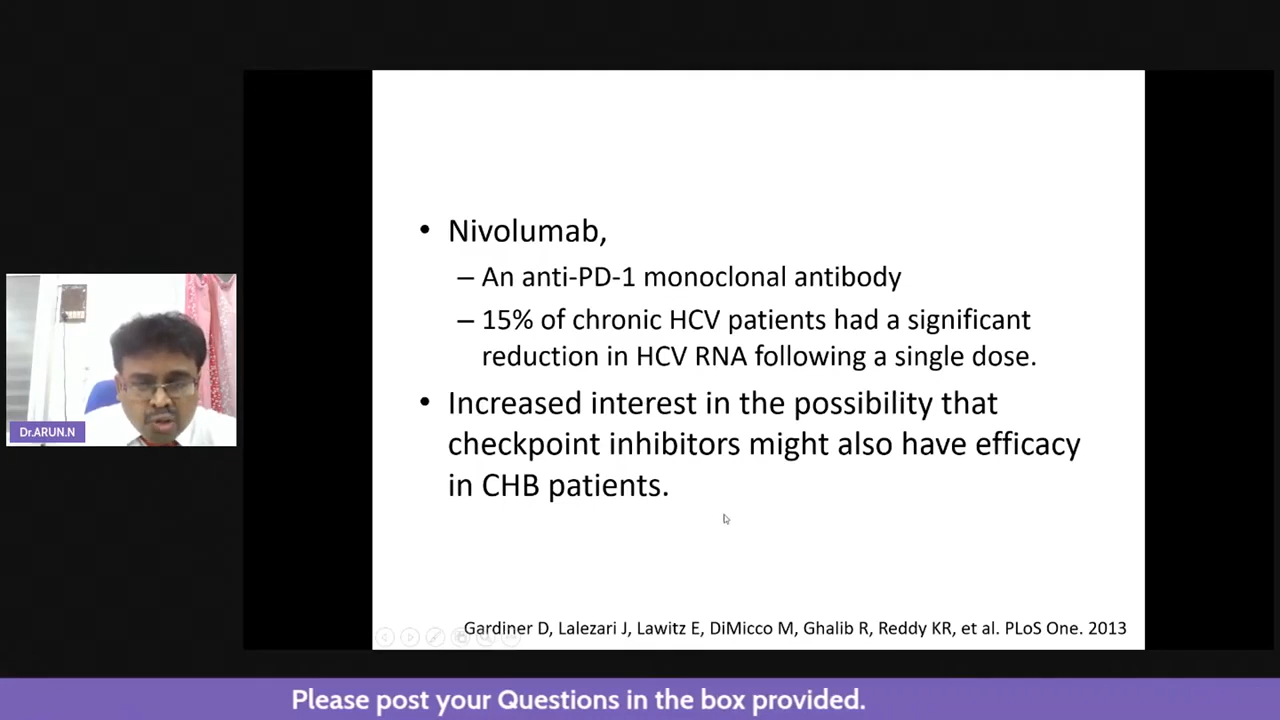 • Nivolumab,
– An anti-PD-1 monoclonal antibody
– 15% of chronic HCV patients had a significant
reduction in HCV RNA following a single dose.
• Increased interest in the possibility that
checkpoint inhibitors might also have efficacy
in CHB patients.
Dr.ARUN.N
Gardiner D, Lalezari J, Lawitz E, DiMicco M, Ghalib R, Reddy KR, et al. PLoS One. 2013
Please post your Questions in the box provided.